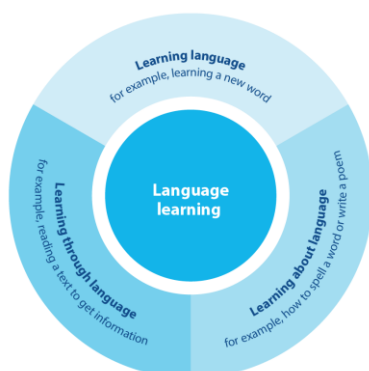 Learning language
for example, learning a new word
Language
learning
Learning about language
for example, how to spell a word or write a poem
Learning through language
for example, reading a text to get information